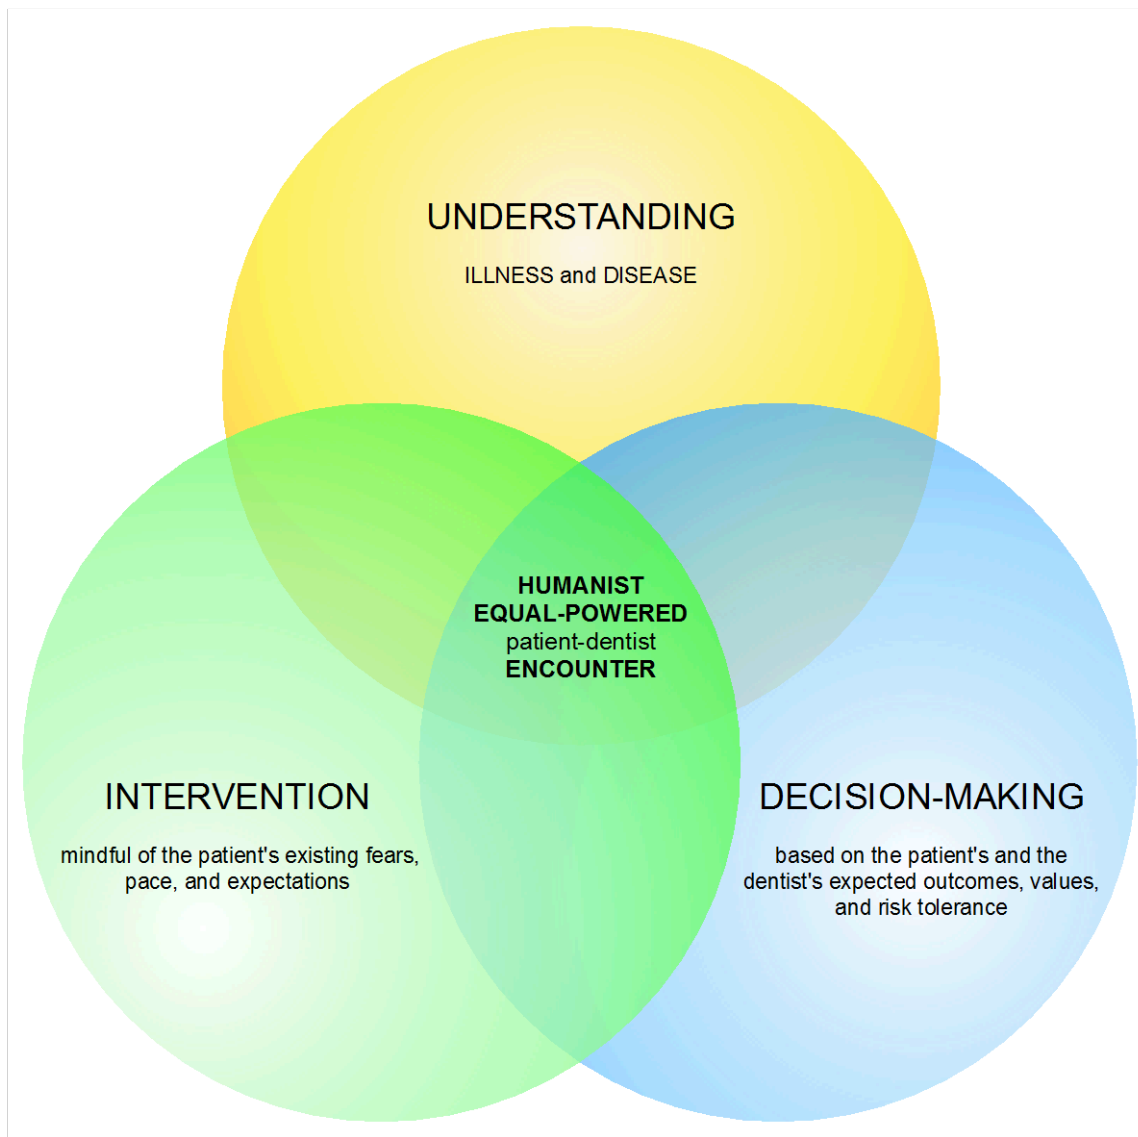 UNDERSTANDING
ILLNESS and DISEASE
HUMANIST
EQUAL-POWERED
patient-dentist
ENCOUNTER
INTERVENTION
mindful of the patient's existing fears,
pace, and expectations
DECISION-MAKING
based on the patient's and the
dentist's expected outcomes, values,
and risk tolerance